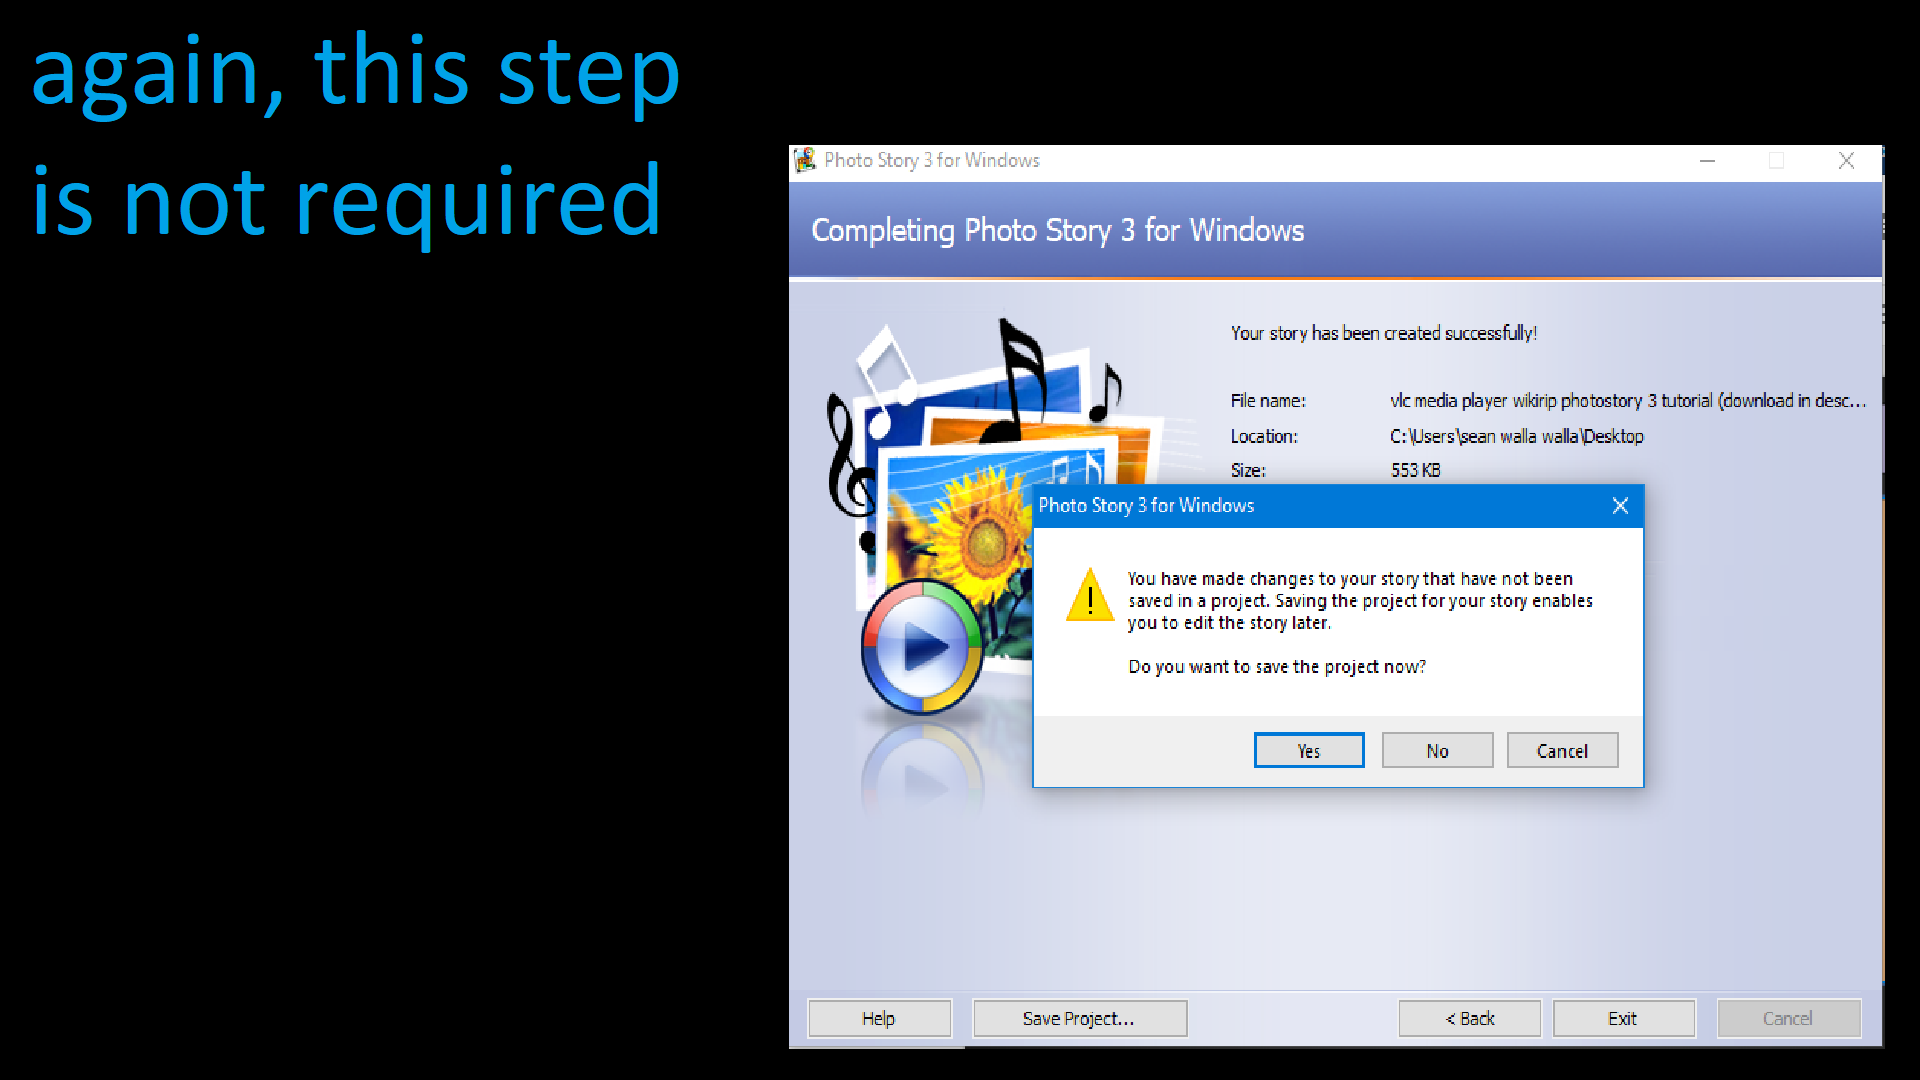 again, this step
is not required
Photo Story 3 for Windows
Completing Photo Story 3 for Windows
Your story has been created successfully!
File name: vlc media player wikirip photostory 3 tutorial (download in desc...
Location: C:\Users\sean walla walla\Desktop
Size: 553 KB
Photo Story 3 for Windows
You have made changes to your story that have not been
saved in a project. Saving the project for your story enables
you to edit the story later.
Do you want to save the project now?
Yes No Cancel
Help Save Project... < Back Exit Cancel